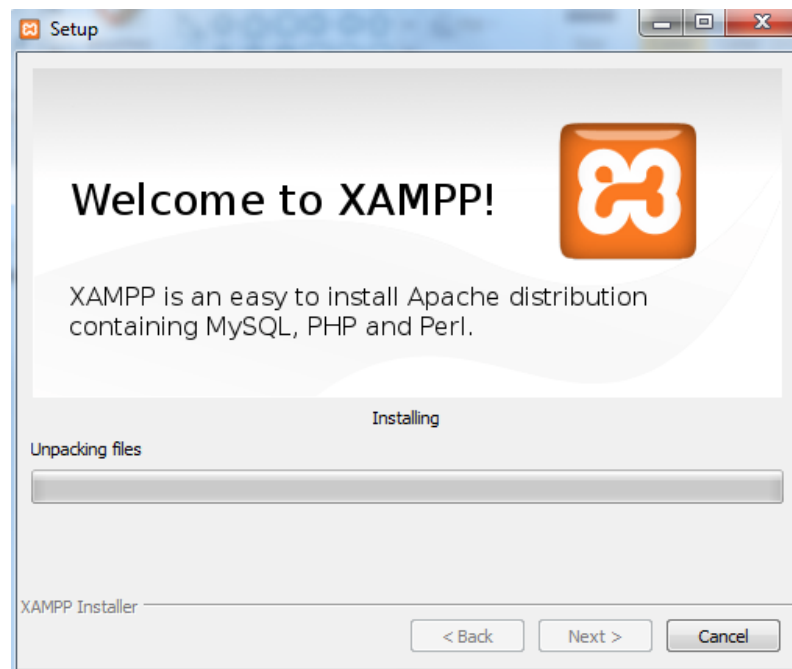 Setup
Welcome to XAMPP!
XAMPP is an easy to install Apache distribution
containing MySQL, PHP and Perl.
Installing
Unpacking files
XAMPP Installer
< Back
Next >
Cancel